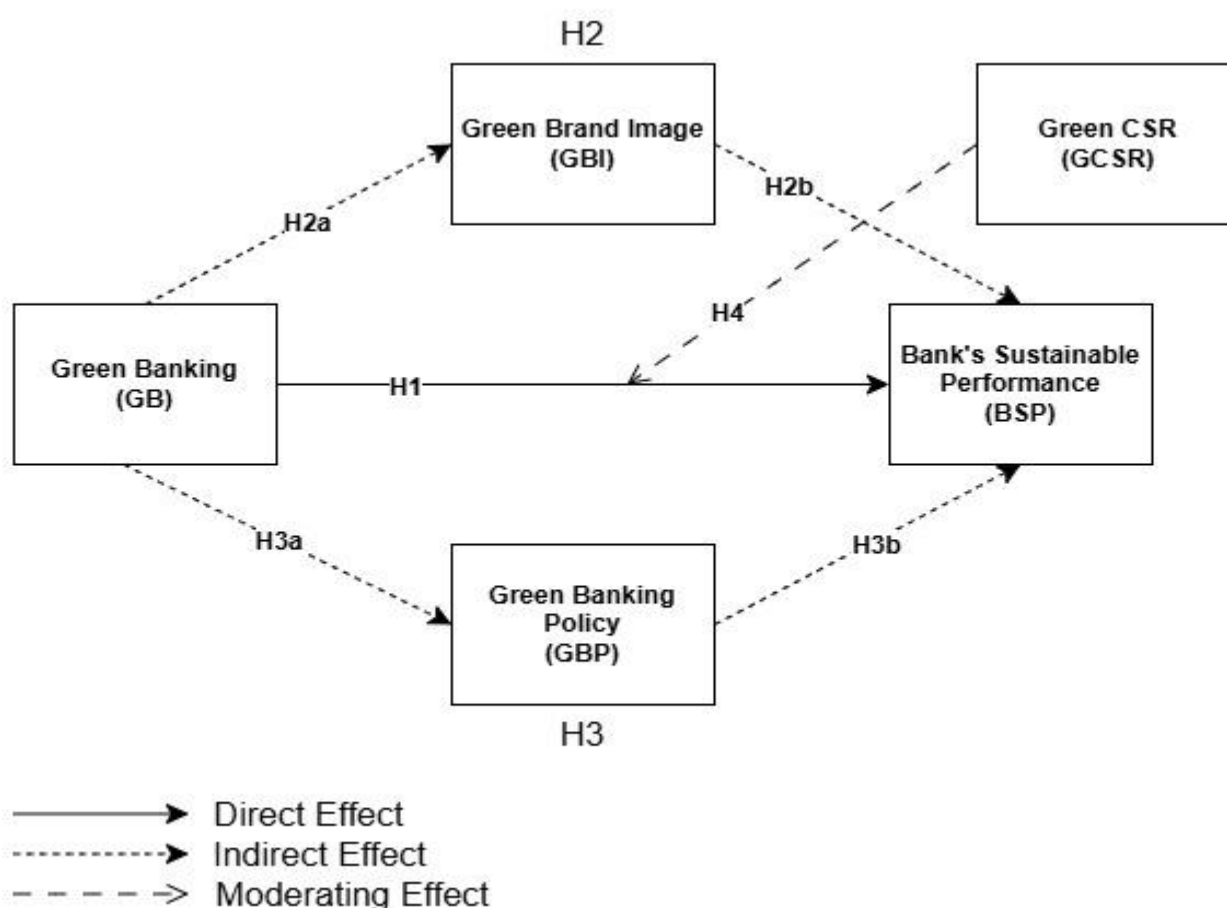 H2
Green Brand Image
(GBI)
Green CSR
(GCSR)
H2a
H2b
H4
Green Banking
(GB)
H1
Bank's Sustainable
Performance
(BSP)
H3a
H3b
Green Banking
Policy
(GBP)
H3
Direct Effect
Indirect Effect
Moderating Effect